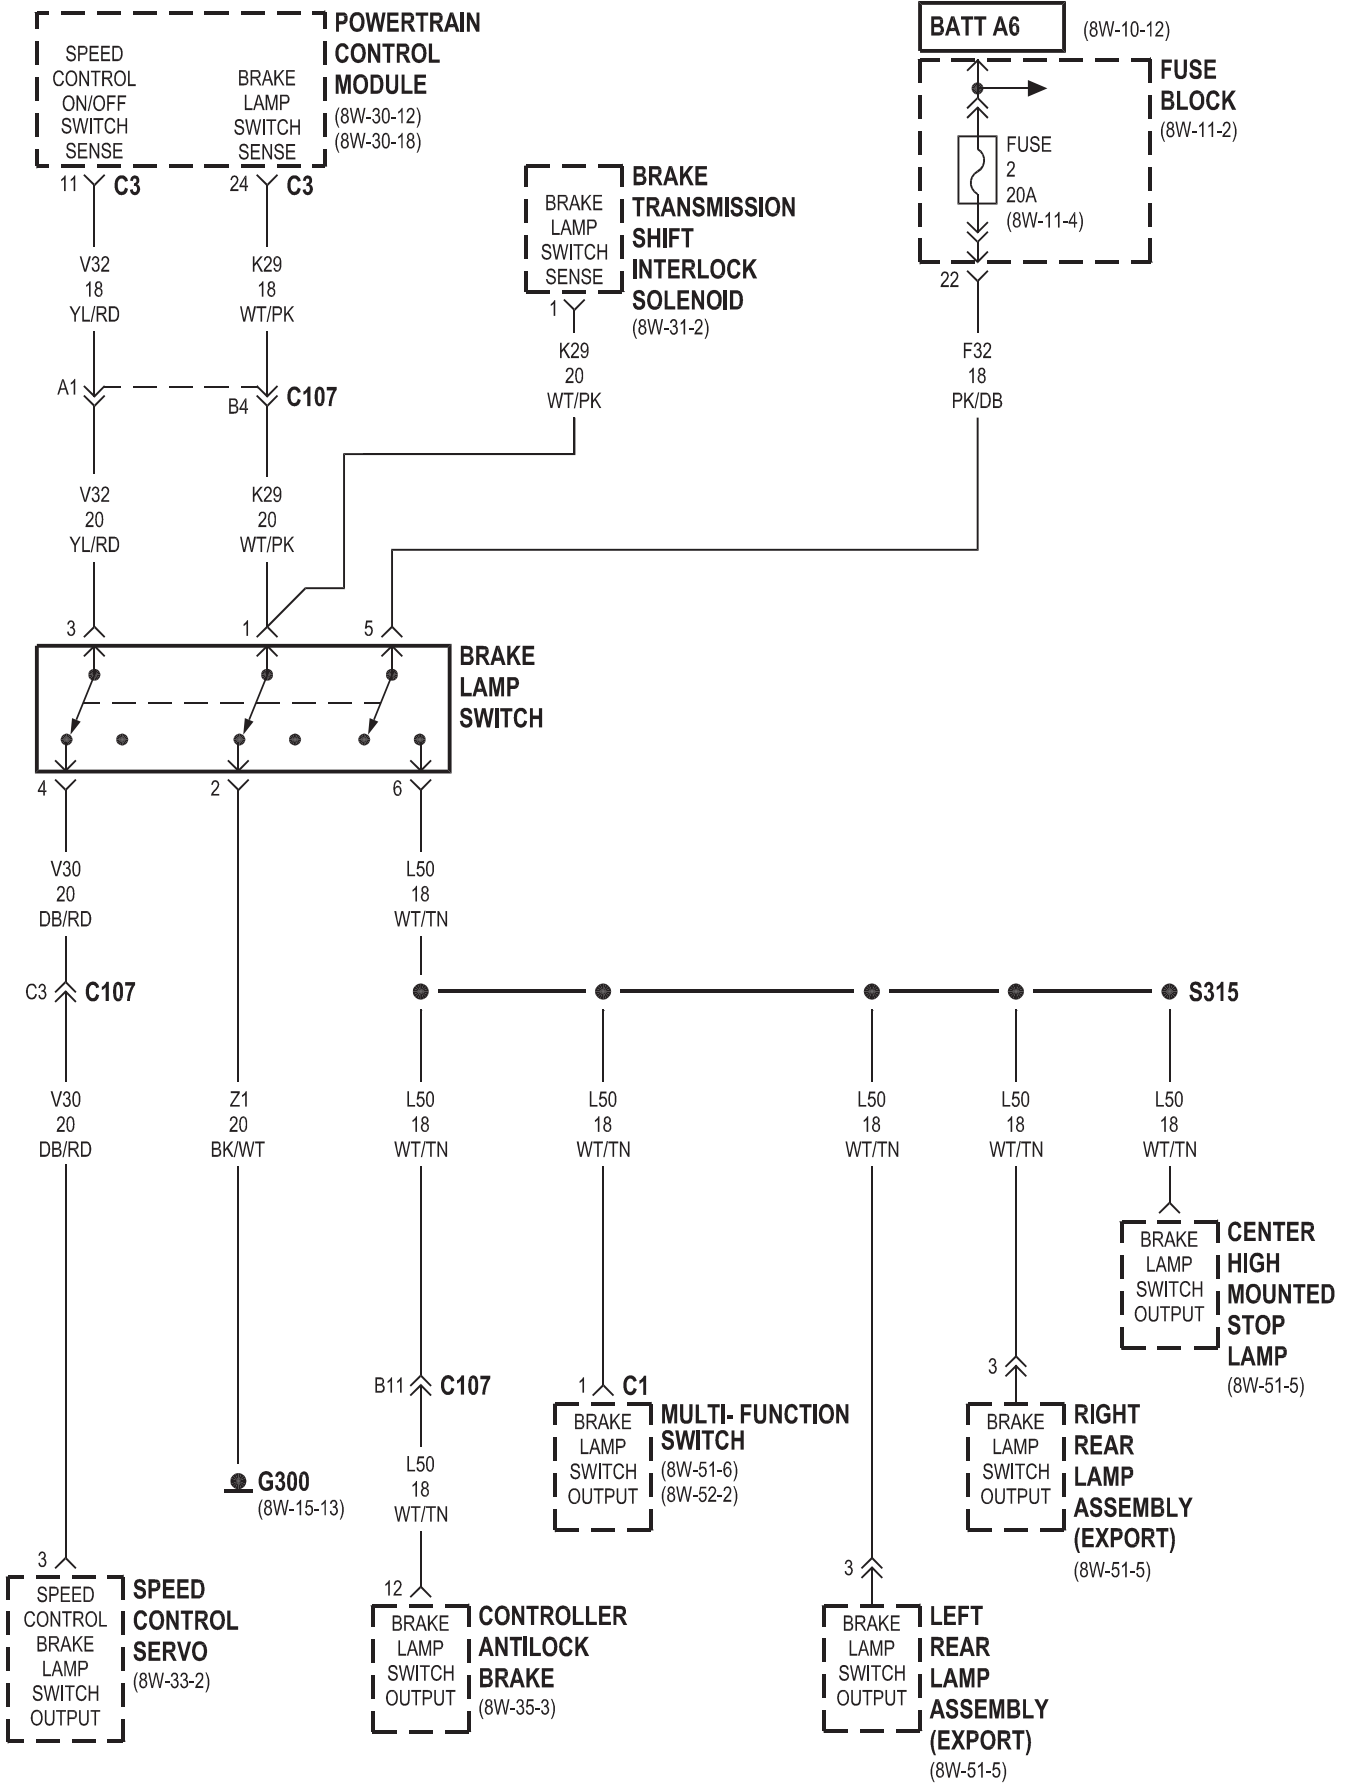 POWERTRAIN
CONTROL
MODULE
(8W-30-12)
(8W-30-18)
SPEED
CONTROL
ON/OFF
SWITCH
SENSE
BRAKE
LAMP
SWITCH
SENSE
11
C3
24
C3
V32
18
YL/RD
K29
18
WT/PK
A1
B4
C107
V32
20
YL/RD
K29
20
WT/PK
BRAKE
LAMP
SWITCH
SENSE
BRAKE
TRANSMISSION
SHIFT
INTERLOCK
SOLENOID
(8W-31-2)
1
K29
20
WT/PK
BATT A6
(8W-10-12)
FUSE
BLOCK
(8W-11-2)
FUSE
2
20A
(8W-11-4)
22
F32
18
PK/DB
3
1
5
BRAKE
LAMP
SWITCH
4
2
6
V30
20
DB/RD
L50
18
WT/TN
C3
C107
S315
V30
20
DB/RD
Z1
20
BK/WT
L50
18
WT/TN
L50
18
WT/TN
L50
18
WT/TN
L50
18
WT/TN
L50
18
WT/TN
BRAKE
LAMP
SWITCH
OUTPUT
CENTER
HIGH
MOUNTED
STOP
LAMP
(8W-51-5)
B11
C107
1
C1
3
BRAKE
LAMP
SWITCH
OUTPUT
MULTI- FUNCTION
SWITCH
(8W-51-6)
(8W-52-2)
BRAKE
LAMP
SWITCH
OUTPUT
RIGHT
REAR
LAMP
ASSEMBLY
(EXPORT)
(8W-51-5)
G300
(8W-15-13)
L50
18
WT/TN
3
SPEED
CONTROL
BRAKE
LAMP
SWITCH
OUTPUT
SPEED
CONTROL
SERVO
(8W-33-2)
12
BRAKE
LAMP
SWITCH
OUTPUT
CONTROLLER
ANTILOCK
BRAKE
(8W-35-3)
3
BRAKE
LAMP
SWITCH
OUTPUT
LEFT
REAR
LAMP
ASSEMBLY
(EXPORT)
(8W-51-5)